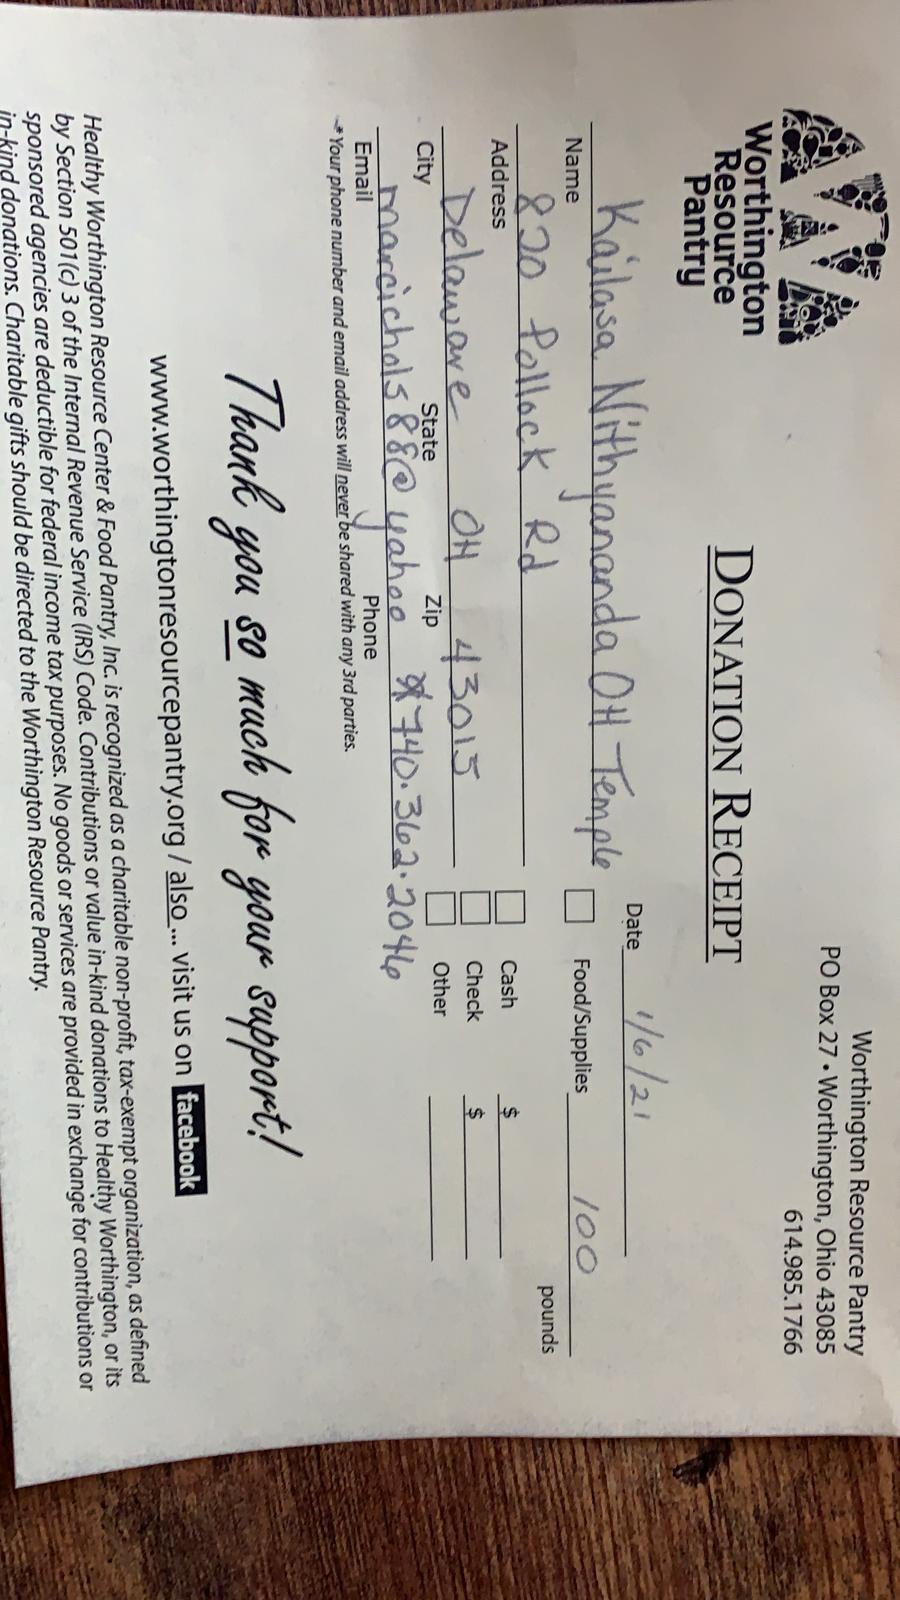 Worthington
Resource
Pantry
Worthington Resource Pantry
PO Box 27 • Worthington, Ohio 43085
614.985.1766
DONATION RECEIPT
Date 1/6/21
Kailasa Nithyananda OH Temple
Name
Food/Supplies 100 pounds
820 Pollock Rd
Address
Cash $
Delaware OH 43015
City State Zip
Check $
Other
marcichols88@yahoo 740.362.2046
Email Phone
*Your phone number and email address will never be shared with any 3rd parties.
Thank you so much for your support!
www.worthingtonresourcepantry.org / also... visit us on facebook
Healthy Worthington Resource Center & Food Pantry, Inc. is recognized as a charitable non-profit, tax-exempt organization, as defined
by Section 501(c) 3 of the Internal Revenue Service (IRS) Code. Contributions or value in-kind donations to Healthy Worthington, or its
sponsored agencies are deductible for federal income tax purposes. No goods or services are provided in exchange for contributions or
in-kind donations. Charitable gifts should be directed to the Worthington Resource Pantry.